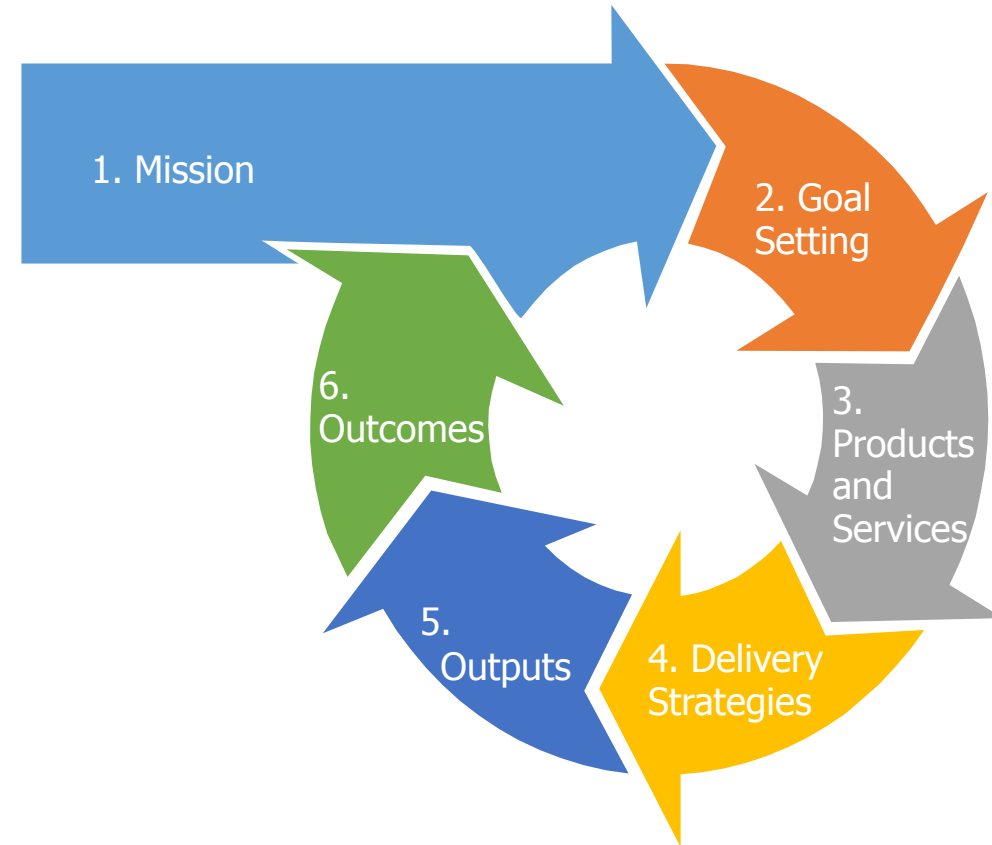 1. Mission
2. Goal
Setting
3.
Products
and
Services
4. Delivery
Strategies
5.
Outputs
6.
Outcomes